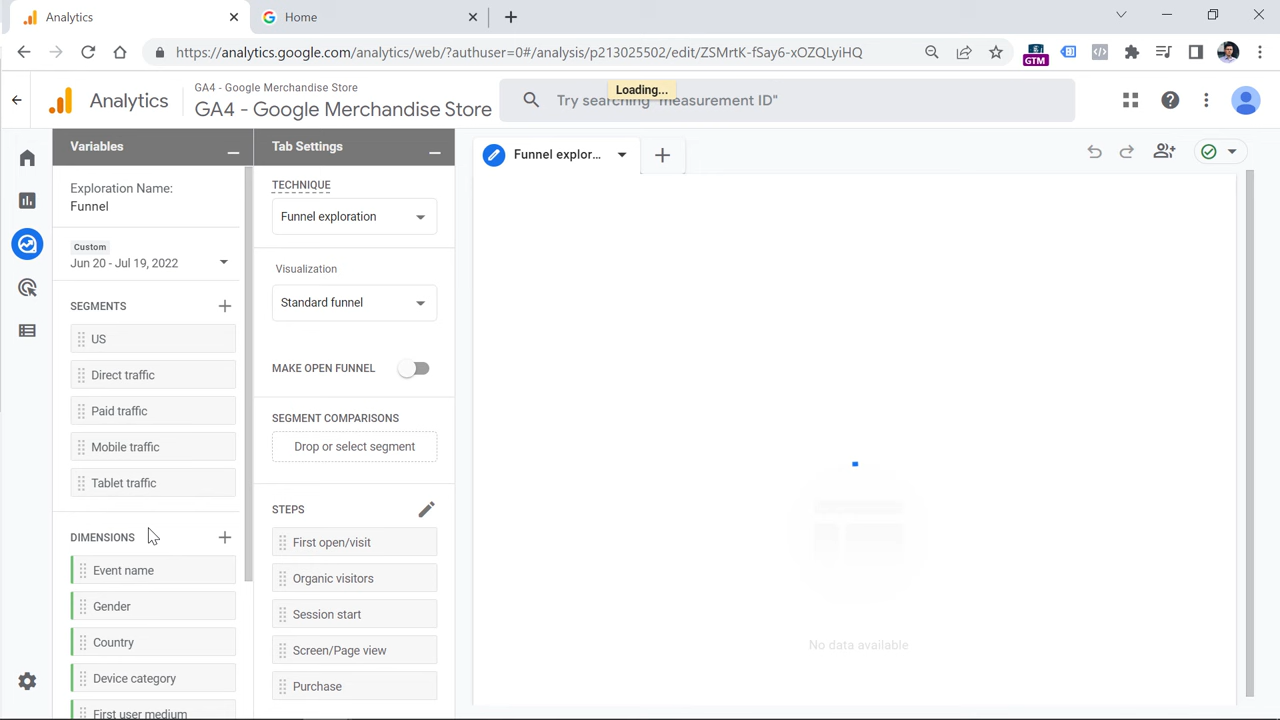 Analytics
Home
https://analytics.google.com/analytics/web/?authuser=0#/analysis/p213025502/edit/ZSMrtK-fSay6-xOZQLyiHQ
GTM
Analytics
GA4 - Google Merchandise Store
GA4 - Google Merchandise Store
Try searching "measurement ID"
Loading...
Variables
Exploration Name:
Funnel
Custom
Jun 20 - Jul 19, 2022
SEGMENTS
US
Direct traffic
Paid traffic
Mobile traffic
Tablet traffic
DIMENSIONS
Event name
Gender
Country
Device category
First user medium
Tab Settings
TECHNIQUE
Funnel exploration
Visualization
Standard funnel
MAKE OPEN FUNNEL
SEGMENT COMPARISONS
Drop or select segment
STEPS
First open/visit
Organic visitors
Session start
Screen/Page view
Purchase
Funnel explor...
No data available